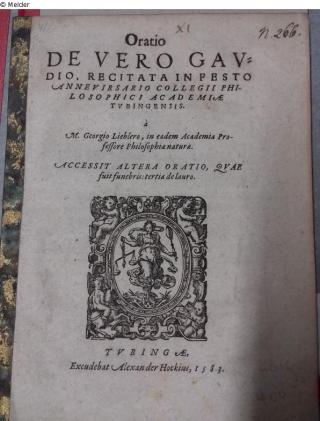 © Melder
XI
n. 266.
Oratio
DE VERO GAV-
DIO, RECITATA IN FESTO
ANNEVIRSARIO COLLEGII PHI-
LOSOPHICI ACADEMIÆ
TVBINGENSIS.
à
M. Georgio Lieblero, in eadem Academia Pro-
fessore Philosophiæ naturæ.
ACCESSIT ALTERA ORATIO, QVAE
fuit funebris: tertia de lauro.
TVBINGÆ,
Excudebat Alexander Hockius, 1583.